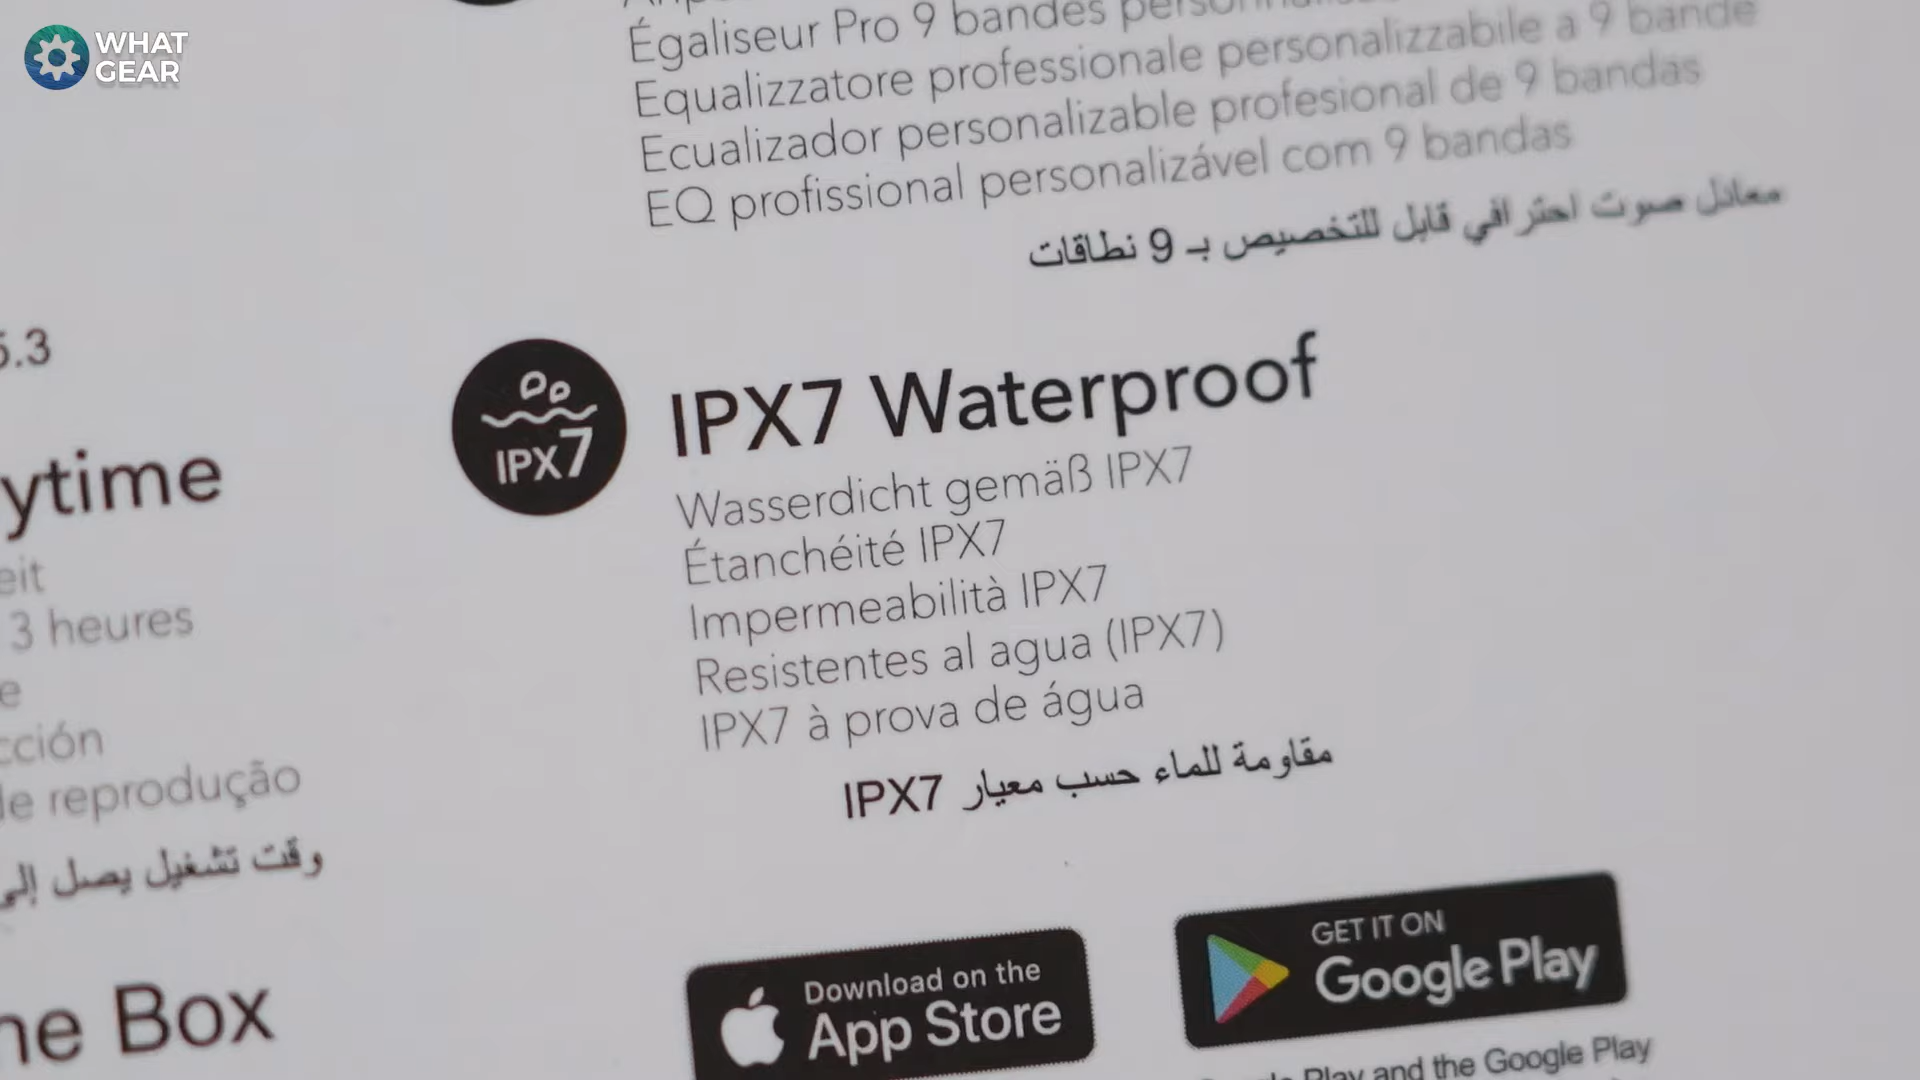 WHAT
GEAR
Égaliseur Pro 9 bandes
Equalizzatore professionale personalizzabile a 9 bande
Ecualizador personalizable profesional de 9 bandas
EQ profissional personalizável com 9 bandas
معادل صوت احترافي قابل للتخصيص بـ 9 نطاقات
5.3
ytime
eit
3 heures
e
cción
de reprodução
وقت تشغيل يصل إلى
IPX7
IPX7 Waterproof
Wasserdicht gemäß IPX7
Étanchéité IPX7
Impermeabilità IPX7
Resistentes al agua (IPX7)
IPX7 à prova de água
مقاومة للماء حسب معيار IPX7
he Box
Download on the
App Store
GET IT ON
Google Play
Play and the Google Play